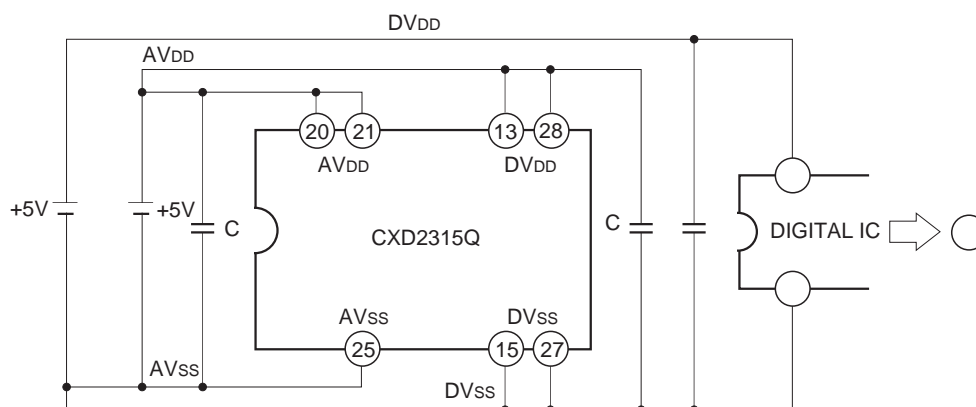 DVDD
AVDD
20 21 13 28
AVDD DVDD
+5V +5V C CXD2315Q C DIGITAL IC
AVSS DVSS
25 15 27
AVSS
DVSS